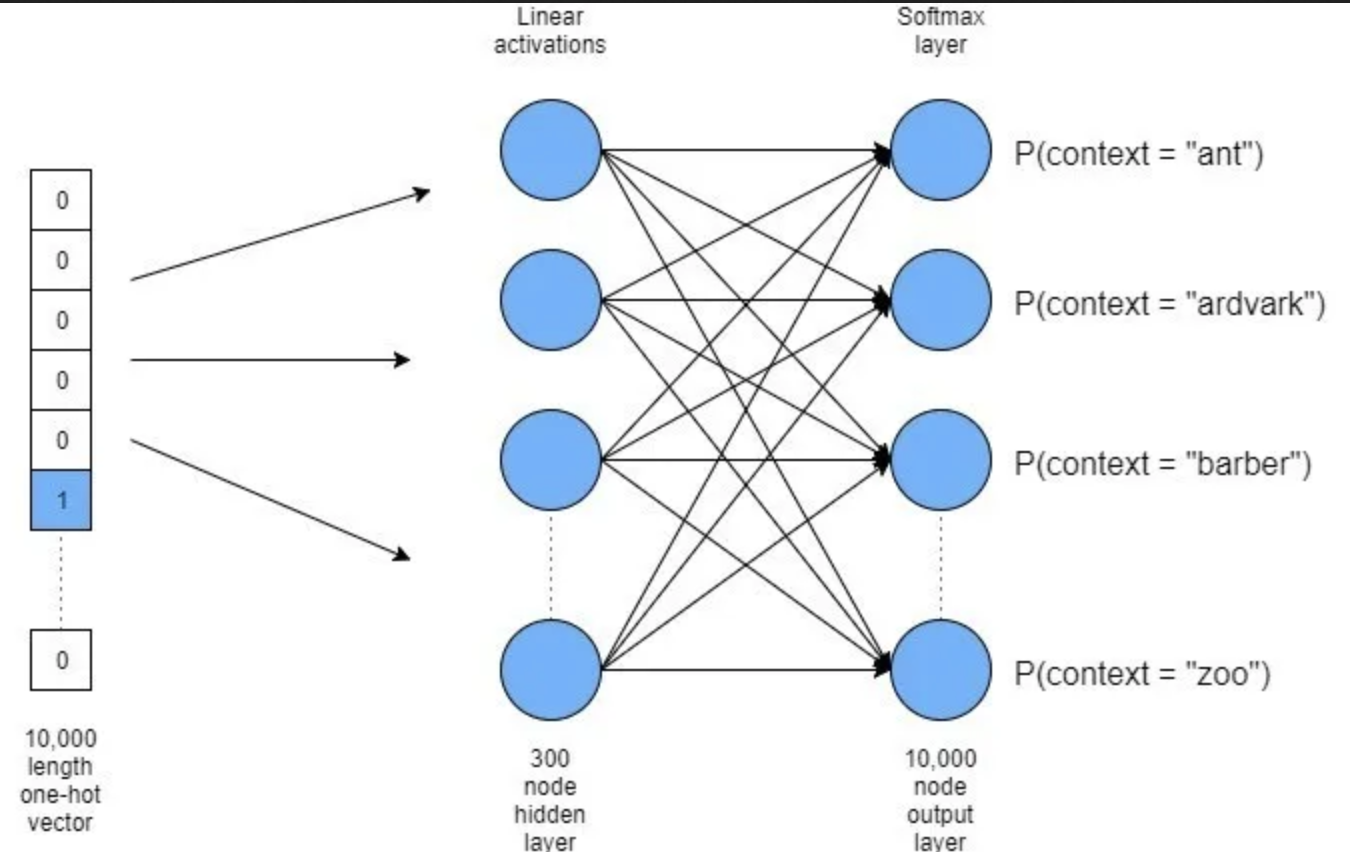 Linear
activations
Softmax
layer
0
0
0
0
0
1
0
10,000
length
one-hot
vector
300
node
hidden
layer
10,000
node
output
layer
P(context = "ant")
P(context = "ardvark")
P(context = "barber")
P(context = "zoo")